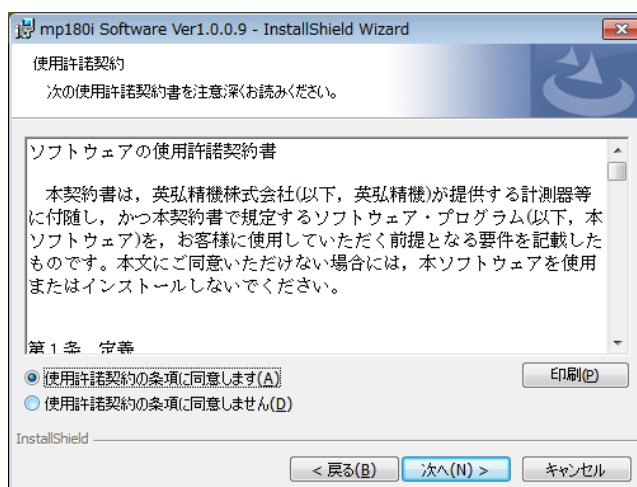 mp180i Software Ver1.0.0.9 - InstallShield Wizard
使用許諾契約
次の使用許諾契約書を注意深くお読みください。
ソフトウェアの使用許諾契約書
本契約書は，英弘精機株式会社(以下，英弘精機)が提供する計測器等
に付随し，かつ本契約書で規定するソフトウェア・プログラム(以下，本
ソフトウェア)を，お客様に使用していただく前提となる要件を記載した
ものです。本文にご同意いただけない場合には，本ソフトウェアを使用
またはインストールしないでください。
第１条　定義
使用許諾契約の条項に同意します(A)
印刷(P)
使用許諾契約の条項に同意しません(D)
InstallShield
< 戻る(B)
次へ(N) >
キャンセル